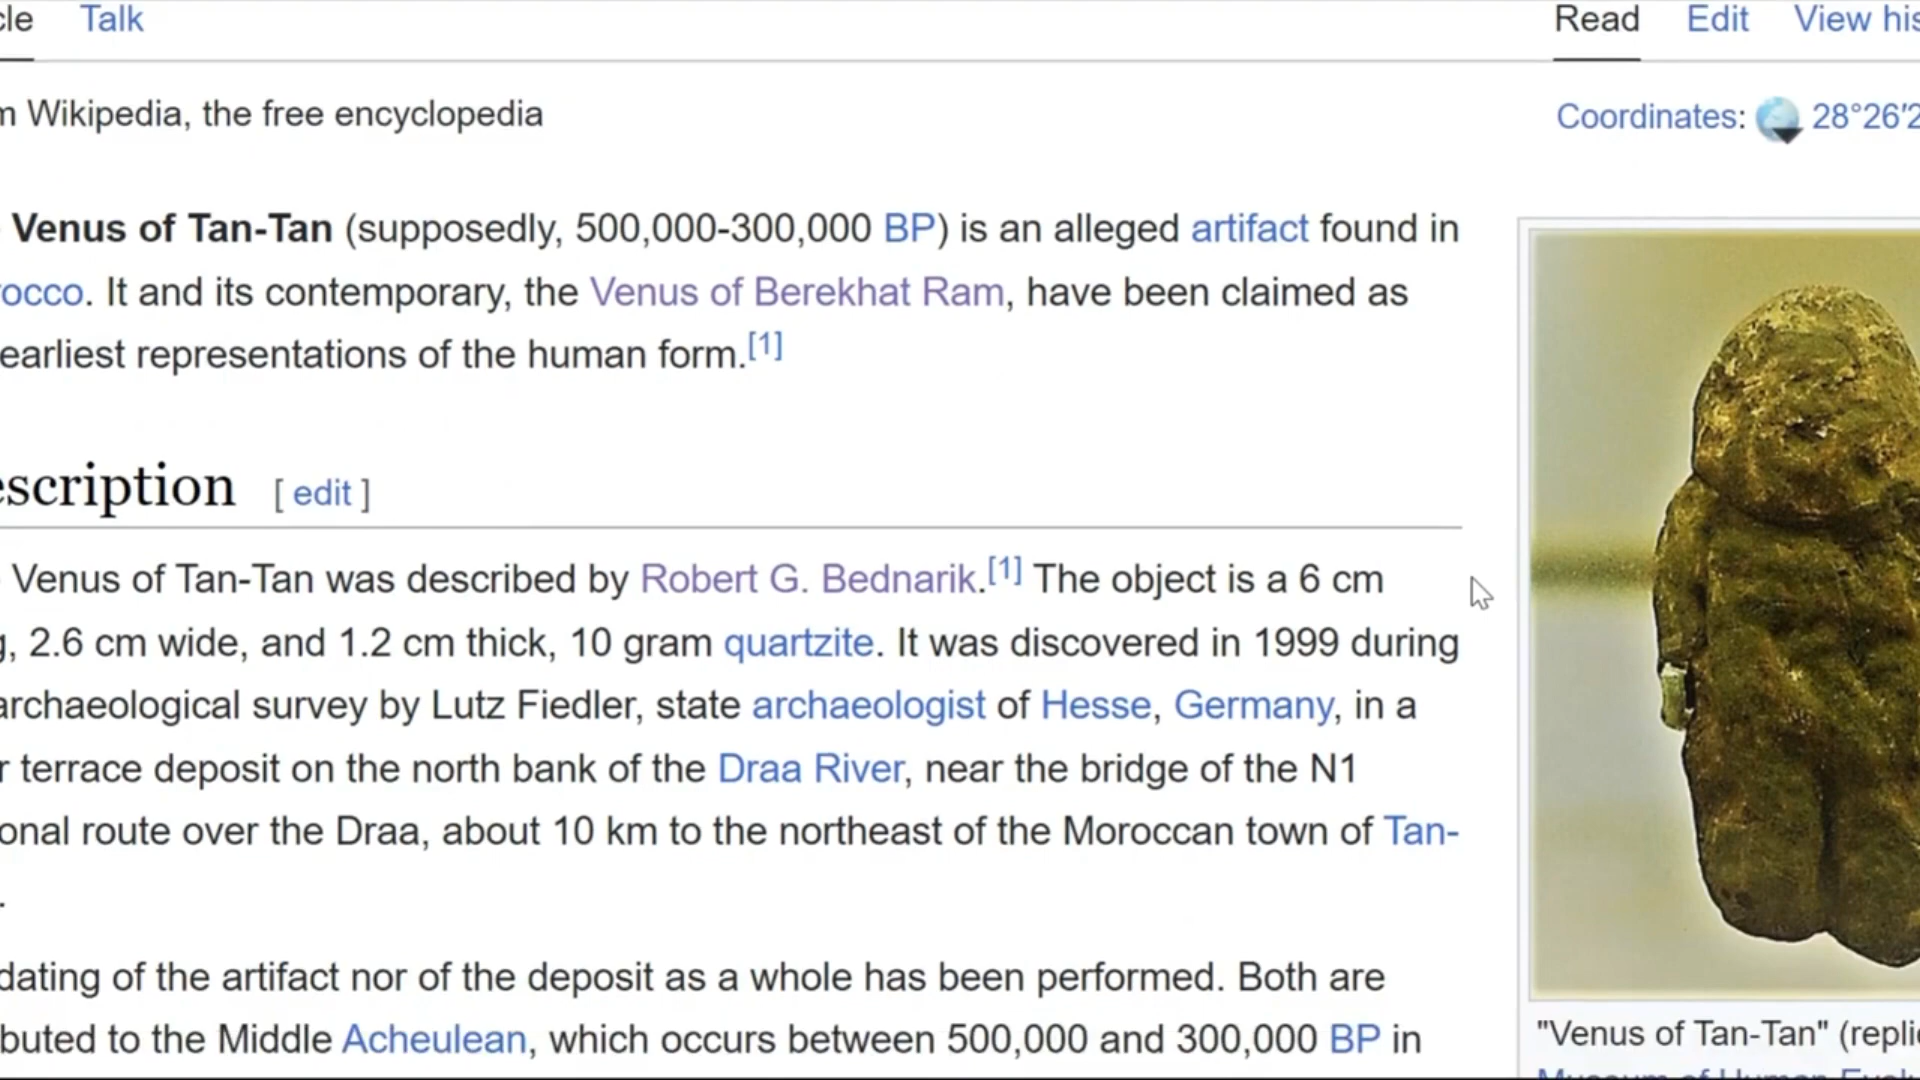 cle Talk Read Edit View his
m Wikipedia, the free encyclopedia
Coordinates: 28°26′2
Venus of Tan-Tan (supposedly, 500,000-300,000 BP) is an alleged artifact found in
occo. It and its contemporary, the Venus of Berekhat Ram, have been claimed as
earliest representations of the human form.[1]
escription [ edit ]
Venus of Tan-Tan was described by Robert G. Bednarik.[1] The object is a 6 cm
g, 2.6 cm wide, and 1.2 cm thick, 10 gram quartzite. It was discovered in 1999 during
archaeological survey by Lutz Fiedler, state archaeologist of Hesse, Germany, in a
r terrace deposit on the north bank of the Draa River, near the bridge of the N1
onal route over the Draa, about 10 km to the northeast of the Moroccan town of Tan-
.
dating of the artifact nor of the deposit as a whole has been performed. Both are
buted to the Middle Acheulean, which occurs between 500,000 and 300,000 BP in
"Venus of Tan-Tan" (replic